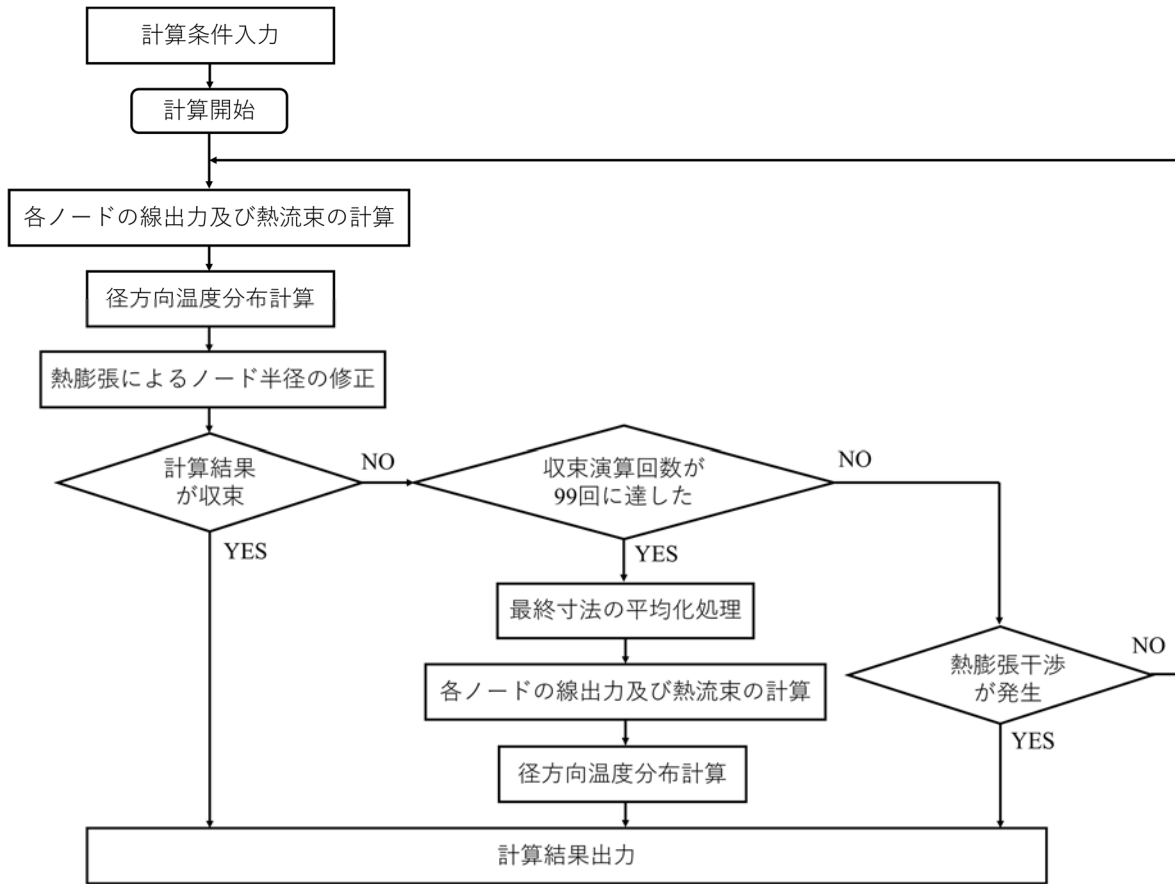 計算条件入力
計算開始
各ノードの線出力及び熱流束の計算
径方向温度分布計算
熱膨張によるノード半径の修正
計算結果
が収束
NO
YES
収束演算回数が
99回に達した
NO
YES
最終寸法の平均化処理
各ノードの線出力及び熱流束の計算
径方向温度分布計算
熱膨張干渉
が発生
NO
YES
計算結果出力